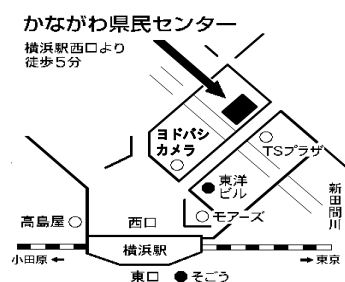 かながわ県民センター
横浜駅西口より
徒歩5分
ヨドバシ
カメラ
TSプラザ
東洋
ビル
新田間川
モアーズ
高島屋
西口
横浜駅
小田原 ←
→ 東京
東口
そごう